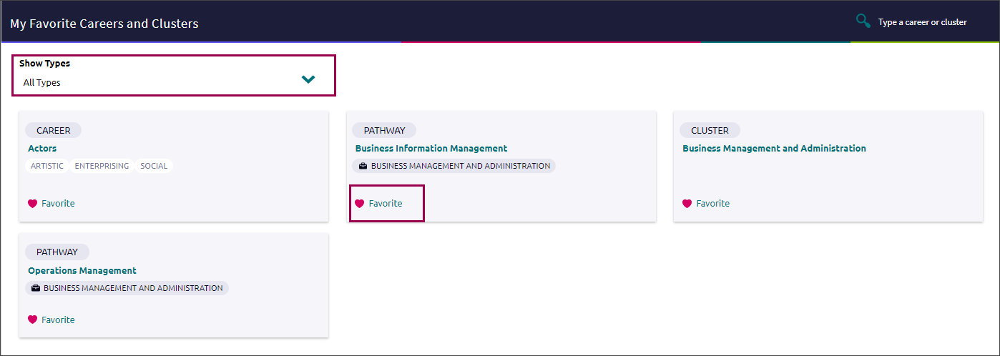 My Favorite Careers and Clusters
Type a career or cluster
Show Types
All Types
CAREER
Actors
ARTISTIC ENTERPRISING SOCIAL
Favorite
PATHWAY
Business Information Management
BUSINESS MANAGEMENT AND ADMINISTRATION
Favorite
CLUSTER
Business Management and Administration
Favorite
PATHWAY
Operations Management
BUSINESS MANAGEMENT AND ADMINISTRATION
Favorite